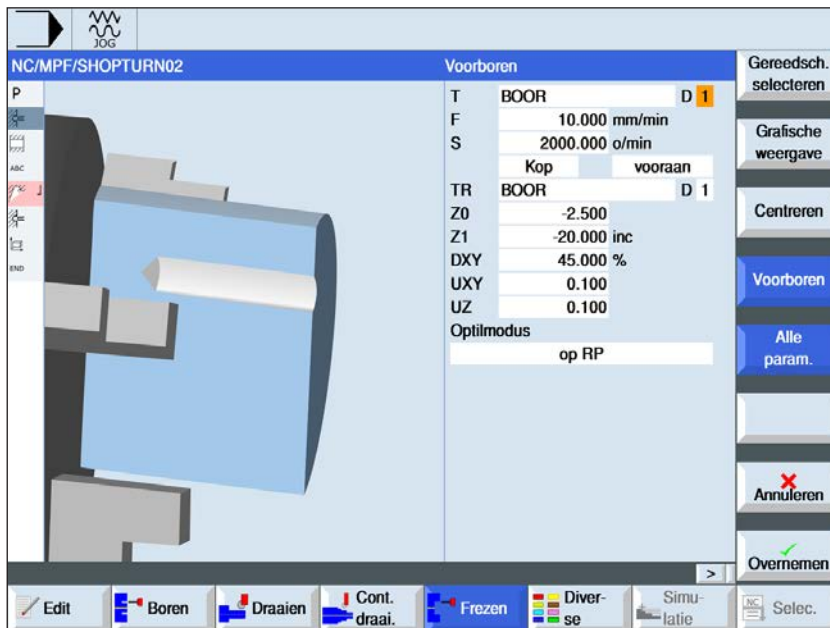 JOG
NC/MPF/SHOPTURN02
Voorboren
P
ABC
END
T BOOR D 1
F 10.000 mm/min
S 2000.000 o/min
Kop vooraan
TR BOOR D 1
Z0 -2.500
Z1 -20.000 inc
DXY 45.000 %
UXY 0.100
UZ 0.100
Optilmodus
op RP
Gereedsch.
selecteren
Grafische
weergave
Centreren
Voorboren
Alle
param.
Annuleren
Overnemen
>
Edit
Boren
Draaien
Cont.
draai.
Frezen
Diver-
se
Simu-
latie
NC
Selec.